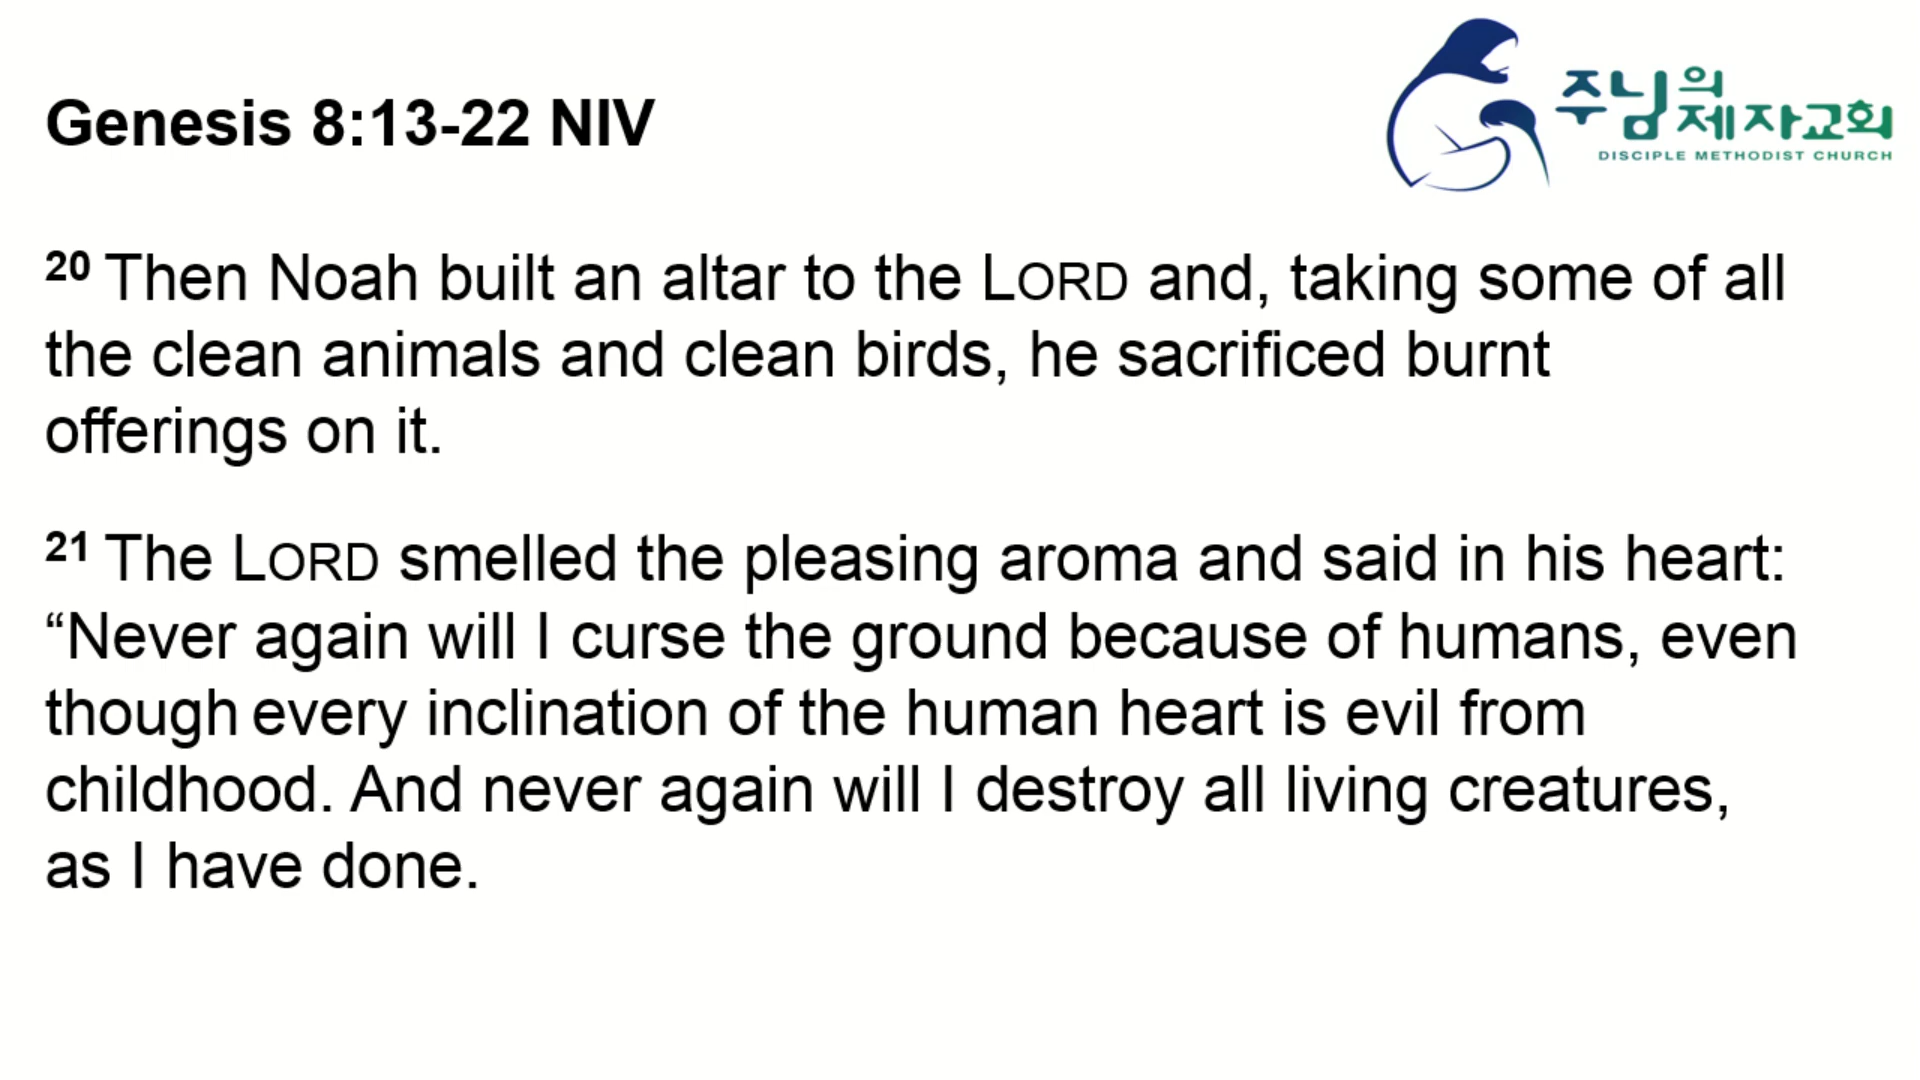 Genesis 8:13-22 NIV
주님의
제자교회
DISCIPLE METHODIST CHURCH
20 Then Noah built an altar to the LORD and, taking some of all
the clean animals and clean birds, he sacrificed burnt
offerings on it.
21 The LORD smelled the pleasing aroma and said in his heart:
“Never again will I curse the ground because of humans, even
though every inclination of the human heart is evil from
childhood. And never again will I destroy all living creatures,
as I have done.